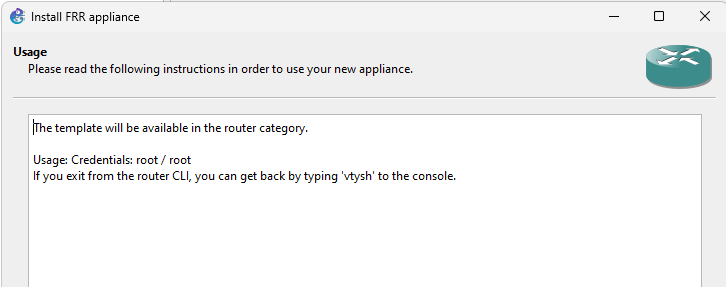 Install FRR appliance
Usage
Please read the following instructions in order to use your new appliance.
The template will be available in the router category.
Usage: Credentials: root / root
If you exit from the router CLI, you can get back by typing 'vtysh' to the console.